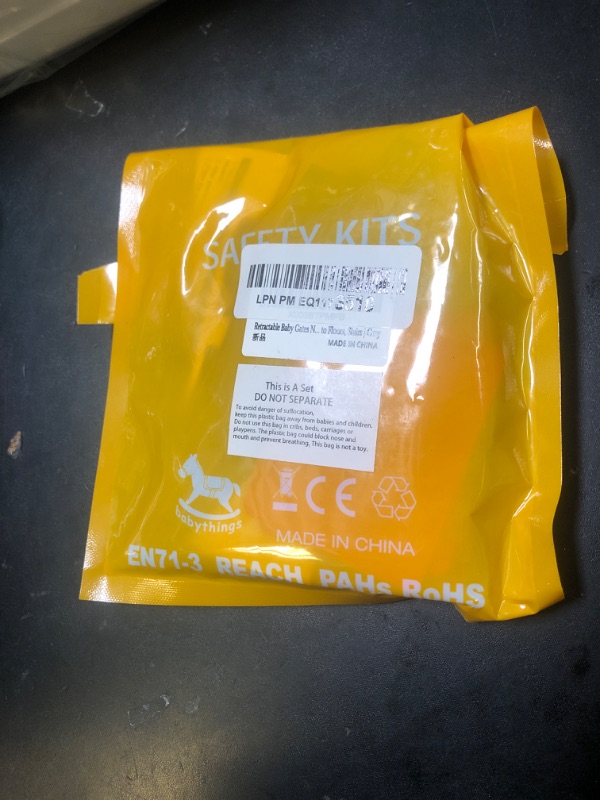 SAFETY KITS
LPN PM
Retractable Baby Gates N... to
MADE IN CHINA
This is A Set
DO NOT SEPARATE
To avoid danger of suffocation,
keep this plastic bag away from babies and children.
Do not use this bag in cribs, beds, carriages or
playpens. The plastic bag could block nose and
mouth and prevent breathing. This bag is not a toy.
babythings
CE
MADE IN CHINA
EN71-3 REACH PAHs RoHS